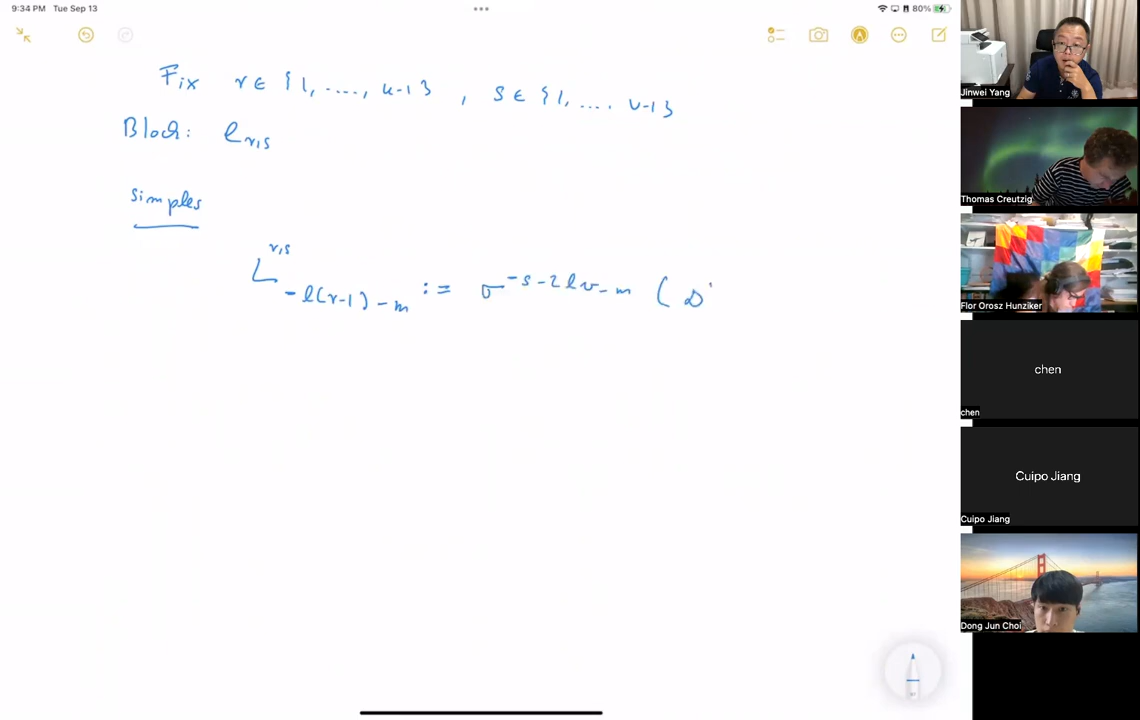 9:34 PM Tue Sep 13
80%
Fix r ∈ {1, ...., u-1} , s ∈ {1, .... v-1}
Block: C_{r,s}
Simples
L^{r,s}_{-l(v-1)-m} := σ^{-s-2lv-m} ( D
Jinwei Yang
Thomas Creutzig
Flor Orosz Hunziker
chen
chen
Cuipo Jiang
Cuipo Jiang
Dong Jun Choi